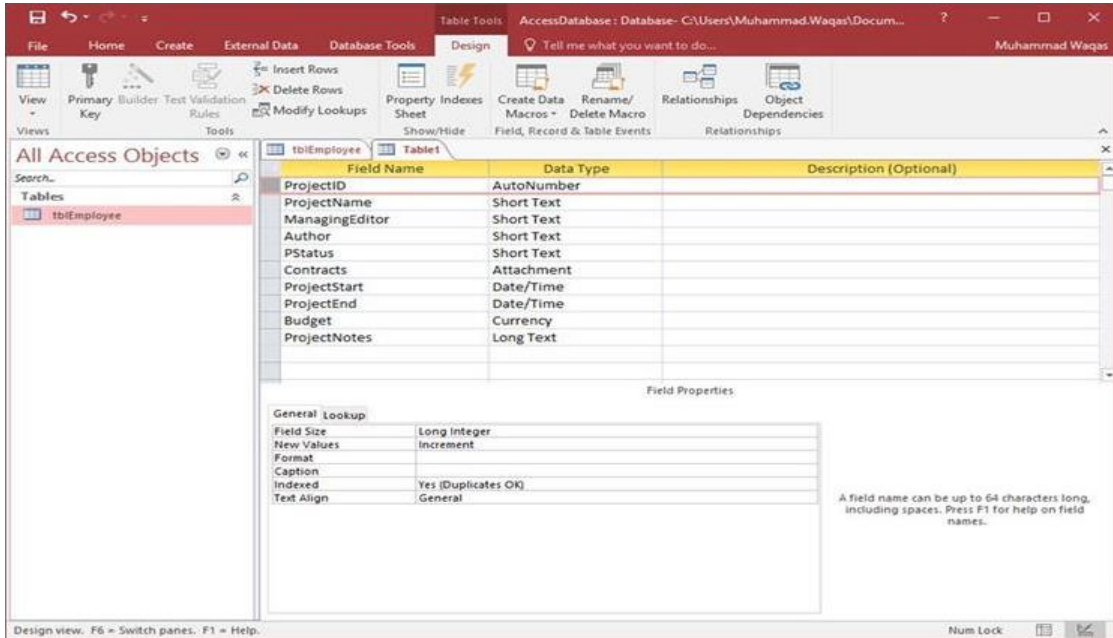 Table Tools AccessDatabase : Database- C:\Users\Muhammad.Waqas\Docum... ?
File Home Create External Data Database Tools Design Tell me what you want to do... Muhammad Waqas
View Primary Key Builder Test Validation Rules Insert Rows Delete Rows Modify Lookups Property Sheet Indexes Create Data Macros Rename/ Delete Macro Relationships Object Dependencies
Views Tools Show/Hide Field, Record & Table Events Relationships
All Access Objects
Search...
Tables
tblEmployee
tblEmployee Table1
Field Name Data Type Description (Optional)
ProjectID AutoNumber
ProjectName Short Text
ManagingEditor Short Text
Author Short Text
PStatus Short Text
Contracts Attachment
ProjectStart Date/Time
ProjectEnd Date/Time
Budget Currency
ProjectNotes Long Text
Field Properties
General Lookup
Field Size Long Integer
New Values Increment
Format
Caption
Indexed Yes (Duplicates OK)
Text Align General
A field name can be up to 64 characters long,
including spaces. Press F1 for help on field
names.
Design view. F6 = Switch panes. F1 = Help. Num Lock